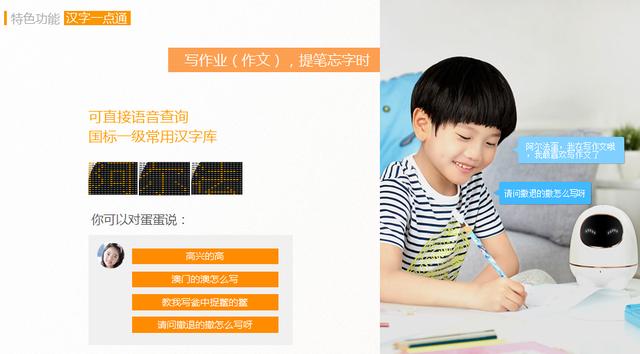 特色功能 汉字一点通
写作业（作文），提笔忘字时
可直接语音查询
国标一级常用汉字库
阿尔法蛋，我在写作文哦
，我最喜欢写作文了
请问撤退的撤怎么写呀
你可以对蛋蛋说：
高兴的高
澳门的澳怎么写
教我写瓮中捉鳖的鳖
请问撤退的撤怎么写呀